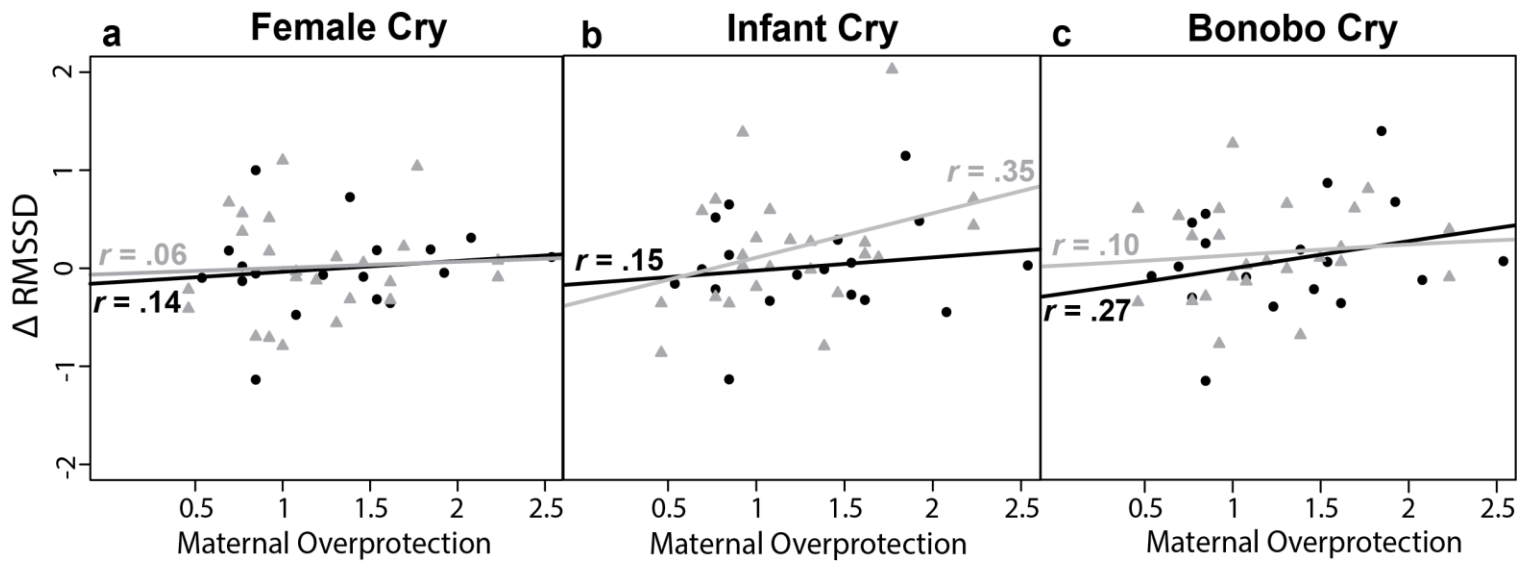 a Female Cry b Infant Cry c Bonobo Cry
Δ RMSSD
2
1
0
-1
-2
r = .06
r = .14
r = .35
r = .15
r = .10
r = .27
0.5 1 1.5 2 2.5 0.5 1 1.5 2 2.5 0.5 1 1.5 2 2.5
Maternal Overprotection Maternal Overprotection Maternal Overprotection